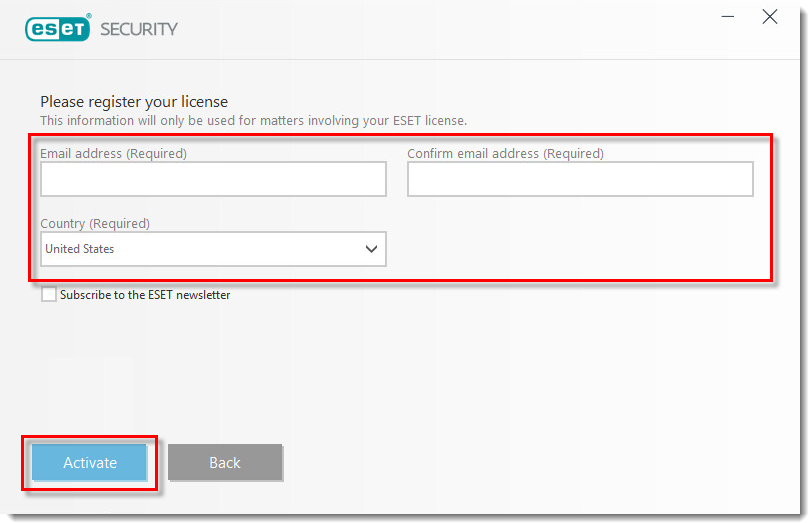 eseT® SECURITY
Please register your license
This information will only be used for matters involving your ESET license.
Email address (Required) Confirm email address (Required)
Country (Required)
United States
Subscribe to the ESET newsletter
Activate Back